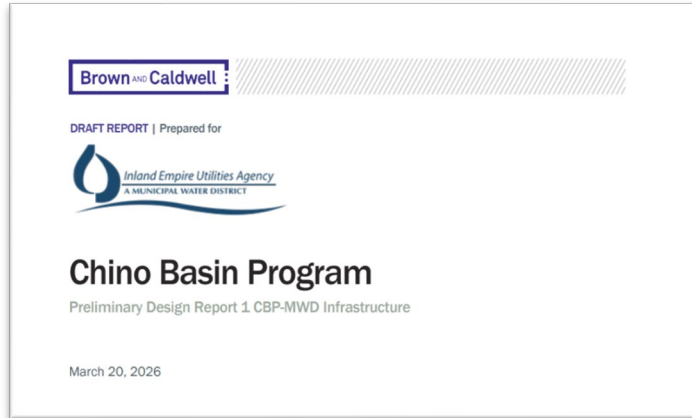 Brown AND Caldwell
DRAFT REPORT | Prepared for
Inland Empire Utilities Agency
A MUNICIPAL WATER DISTRICT
Chino Basin Program
Preliminary Design Report 1 CBP-MWD Infrastructure
March 20, 2026